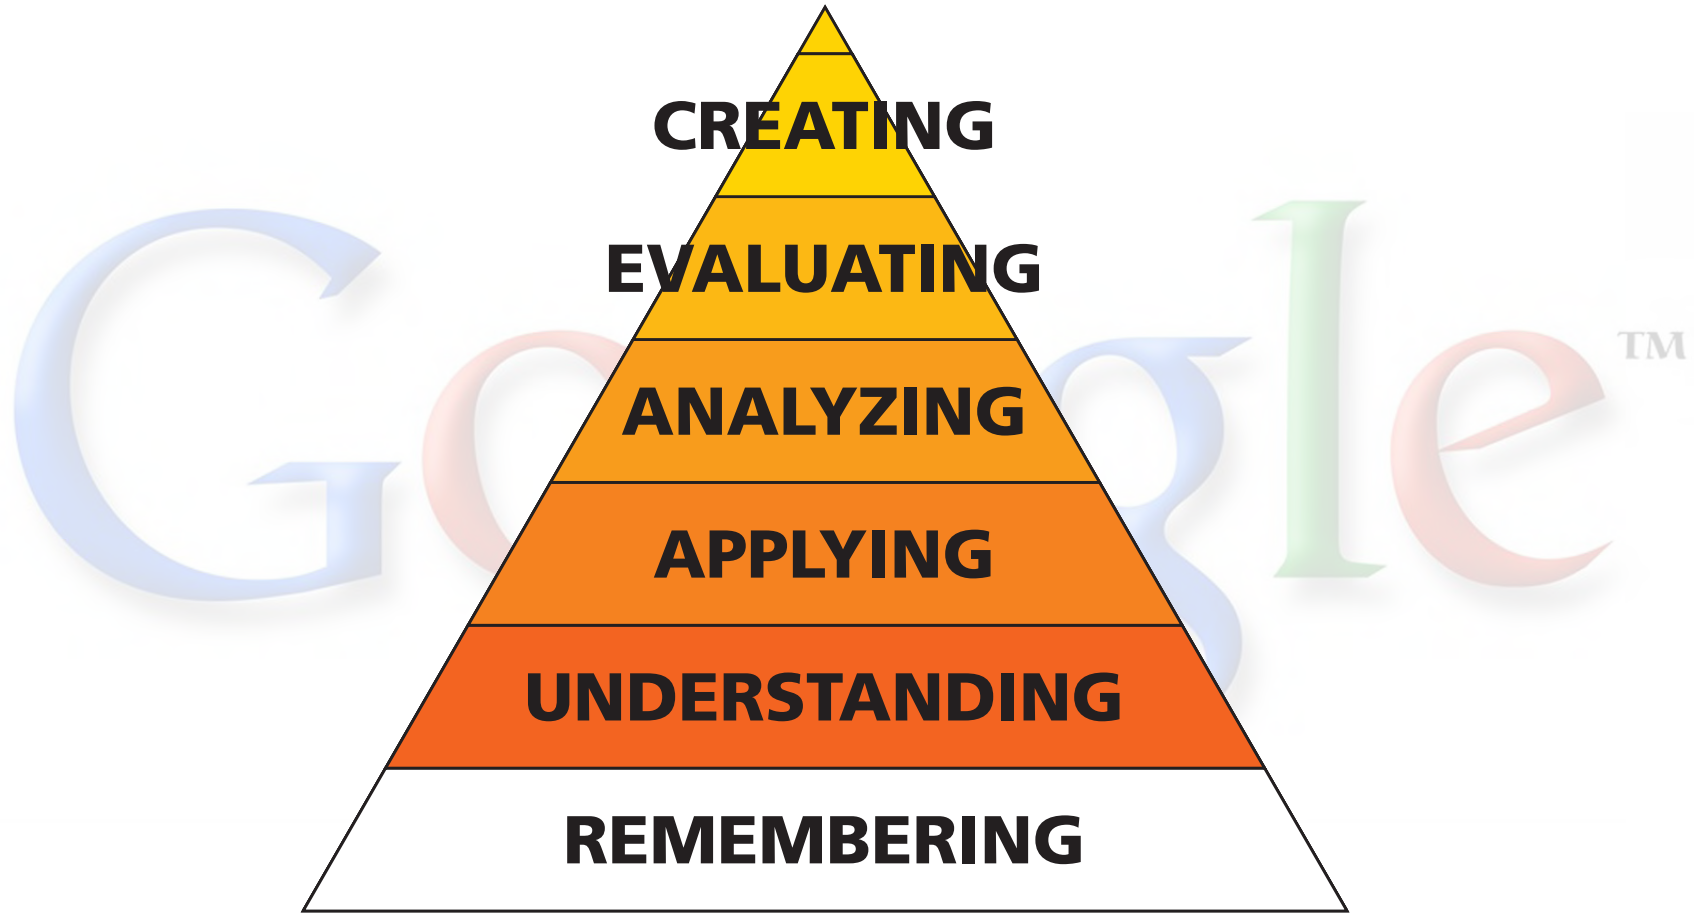 CREATING
EVALUATING
ANALYZING
Google™
APPLYING
UNDERSTANDING
REMEMBERING